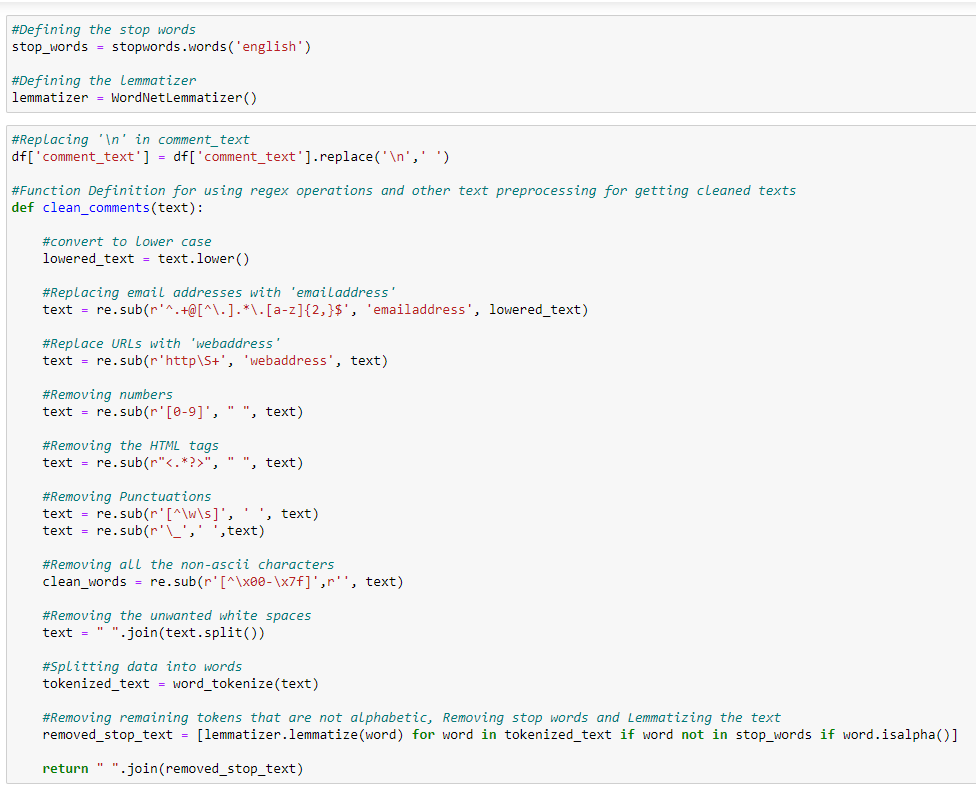 #Defining the stop words
stop_words = stopwords.words('english')
#Defining the lemmatizer
lemmatizer = WordNetLemmatizer()
#Replacing '\n' in comment_text
df['comment_text'] = df['comment_text'].replace('\n',' ')
#Function Definition for using regex operations and other text preprocessing for getting cleaned texts
def clean_comments(text):
    #convert to lower case
    lowered_text = text.lower()
    #Replacing email addresses with 'emailaddress'
    text = re.sub(r'^.+@[^\.].*\.[a-z]{2,}$', 'emailaddress', lowered_text)
    #Replace URLs with 'webaddress'
    text = re.sub(r'http\S+', 'webaddress', text)
    #Removing numbers
    text = re.sub(r'[0-9]', " ", text)
    #Removing the HTML tags
    text = re.sub(r"<.*?>", " ", text)
    #Removing Punctuations
    text = re.sub(r'[^\w\s]', ' ', text)
    text = re.sub(r'\_',' ',text)
    #Removing all the non-ascii characters
    clean_words = re.sub(r'[^\x00-\x7f]',r'', text)
    #Removing the unwanted white spaces
    text = " ".join(text.split())
    #Splitting data into words
    tokenized_text = word_tokenize(text)
    #Removing remaining tokens that are not alphabetic, Removing stop words and Lemmatizing the text
    removed_stop_text = [lemmatizer.lemmatize(word) for word in tokenized_text if word not in stop_words if word.isalpha()]
    return " ".join(removed_stop_text)